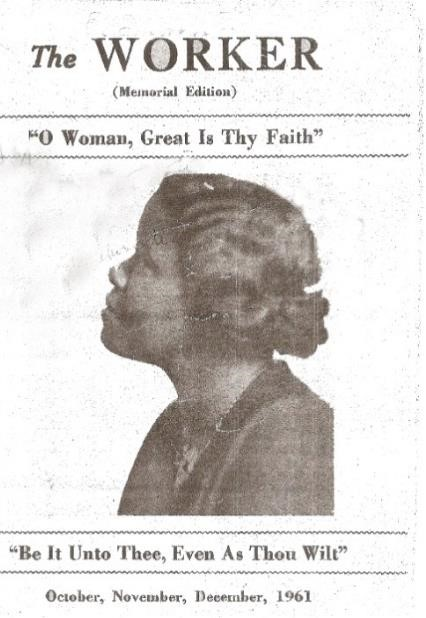 The WORKER
(Memorial Edition)
“O Woman, Great Is Thy Faith”
“Be It Unto Thee, Even As Thou Wilt”
October, November, December, 1961